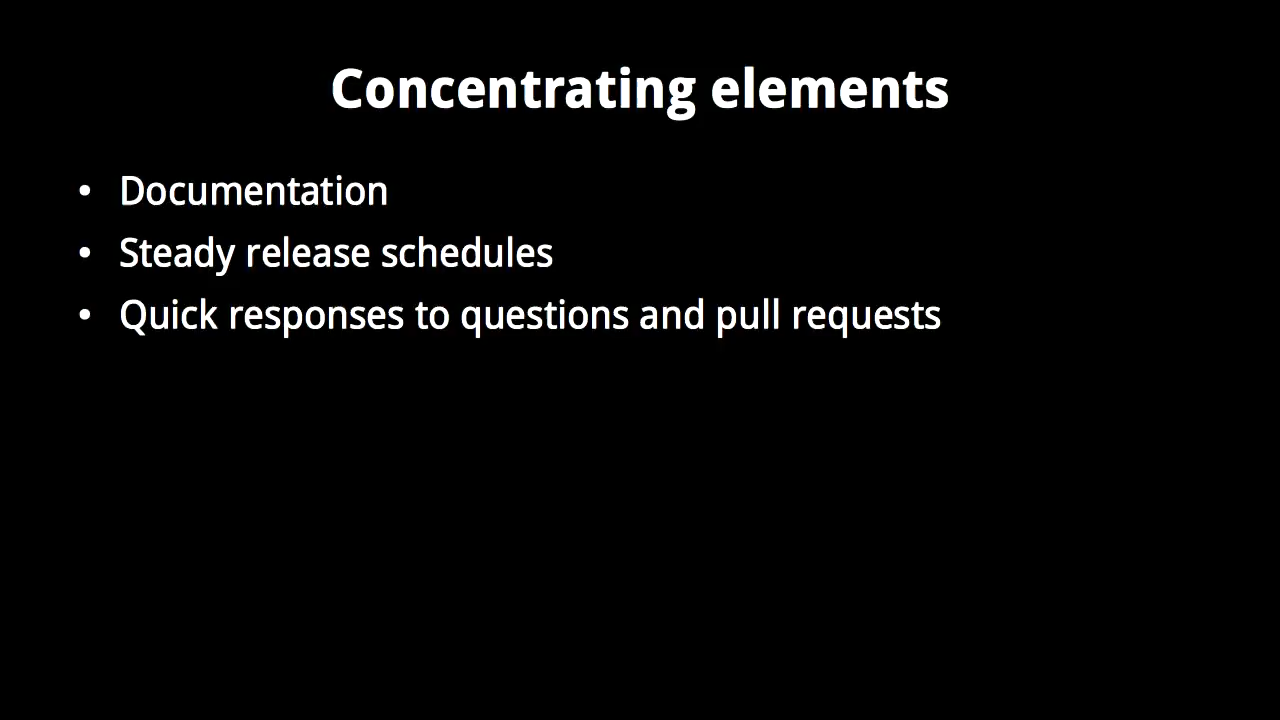 Concentrating elements
• Documentation
• Steady release schedules
• Quick responses to questions and pull requests